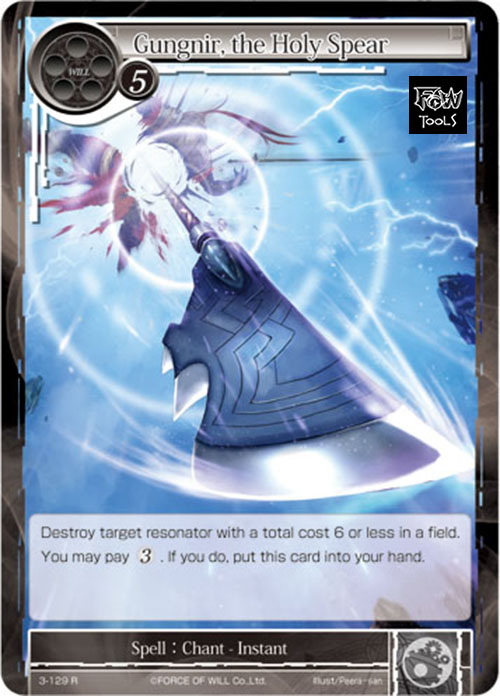 Gungnir, the Holy Spear
WILL
5
FOW
TOOLS
Destroy target resonator with a total cost 6 or less in a field.
You may pay 3 . If you do, put this card into your hand.
Spell : Chant - Instant
3-129 R ©FORCE OF WILL Co.,Ltd. Illust/Peera-san